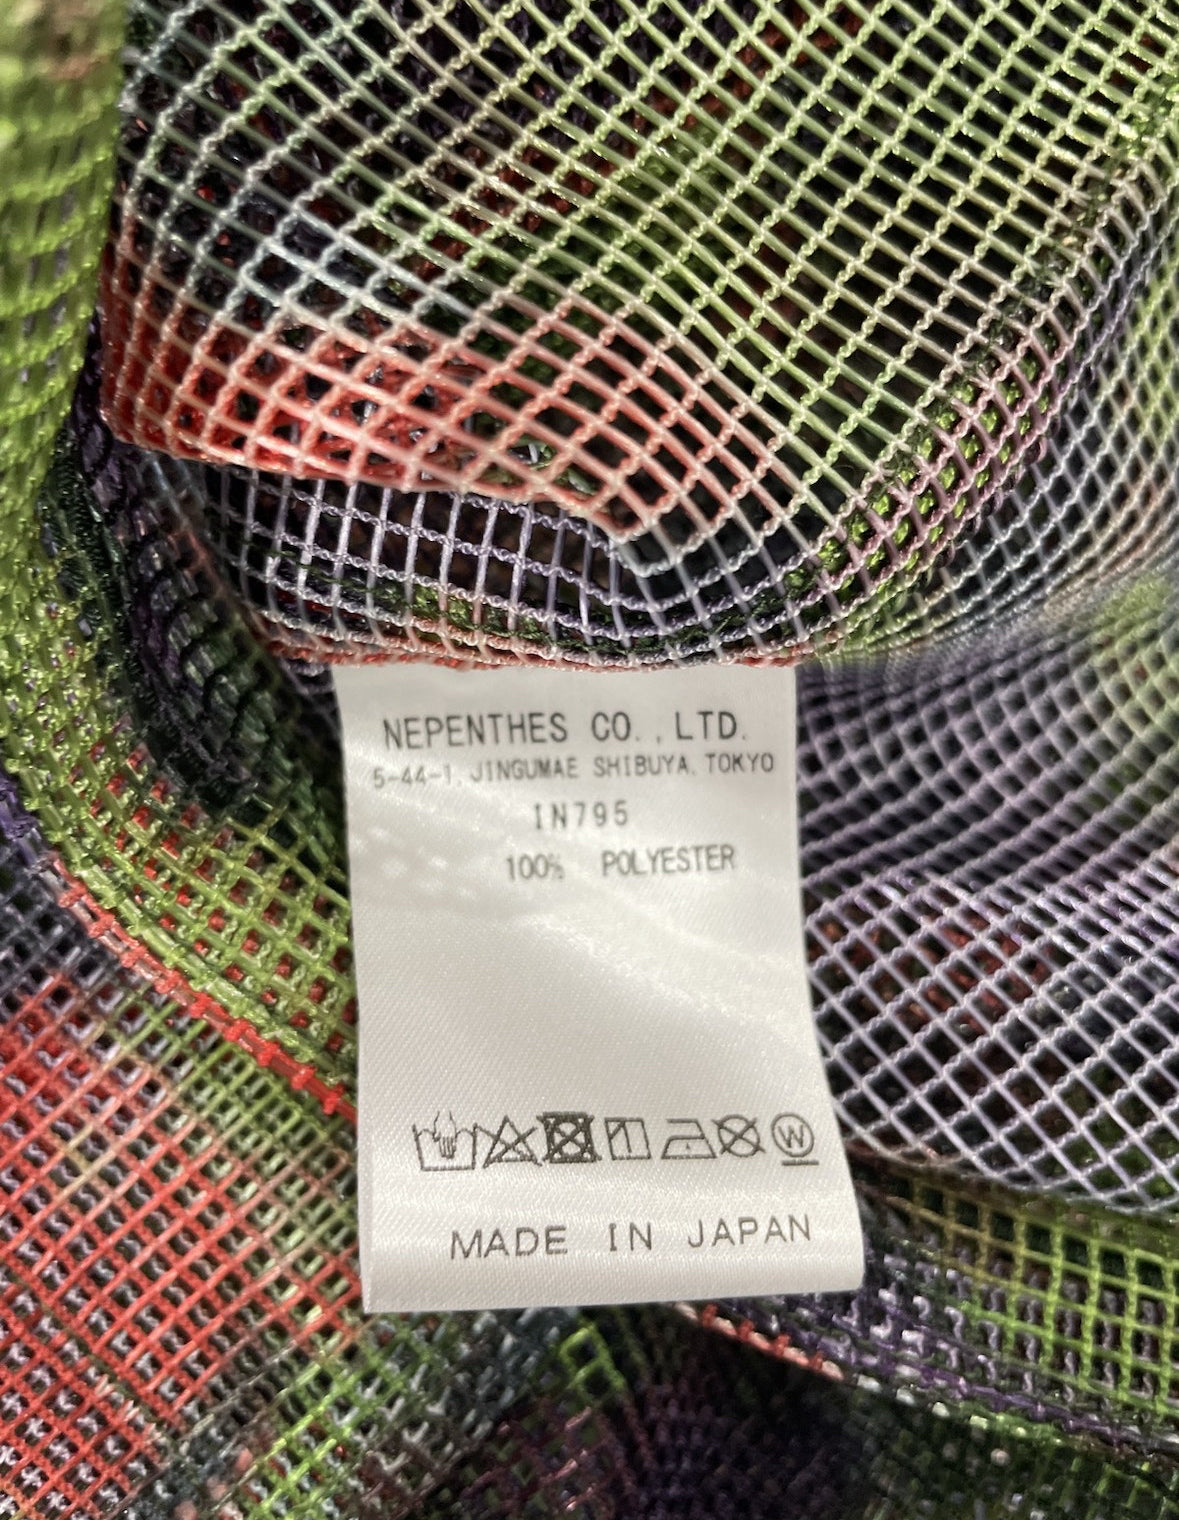 NEPENTHES CO.,LTD.
5-44-1, JINGUMAE SHIBUYA, TOKYO
IN795
100% POLYESTER
W
MADE IN JAPAN